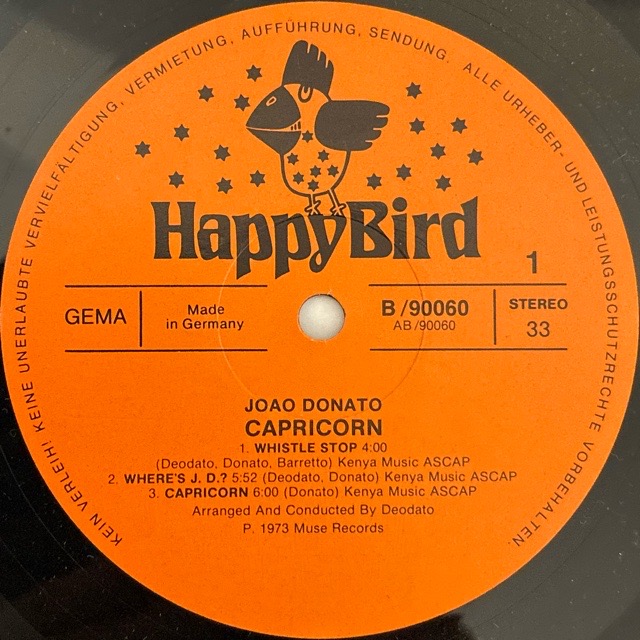 KEIN VERLEIH! KEINE UNERLAUBTE VERVIELFÄLTIGUNG, VERMIETUNG, AUFFÜHRUNG, SENDUNG. ALLE URHEBER- UND LEISTUNGSSCHUTZRECHTE VORBEHALTEN.
HappyBird
1
GEMA
Made
in Germany
B /90060
AB /90060
STEREO
33
JOAO DONATO
CAPRICORN
1. WHISTLE STOP 4:00
(Deodato, Donato, Barretto) Kenya Music ASCAP
2. WHERE'S J. D.? 5:52 (Deodato, Donato) Kenya Music ASCAP
3. CAPRICORN 6:00 (Donato) Kenya Music ASCAP
Arranged And Conducted By Deodato
P. 1973 Muse Records